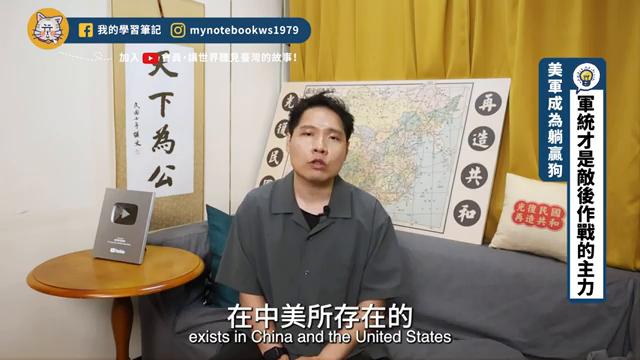 我的學習筆記
mynotebookws1979
加入
會員，讓世界聽見臺灣的故事！
天下為公
美軍成為躺贏狗
軍統才是敵後作戰的主力
光復民國
再造共和
光復民國
再造共和
在中美所存在的
exists in China and the United States